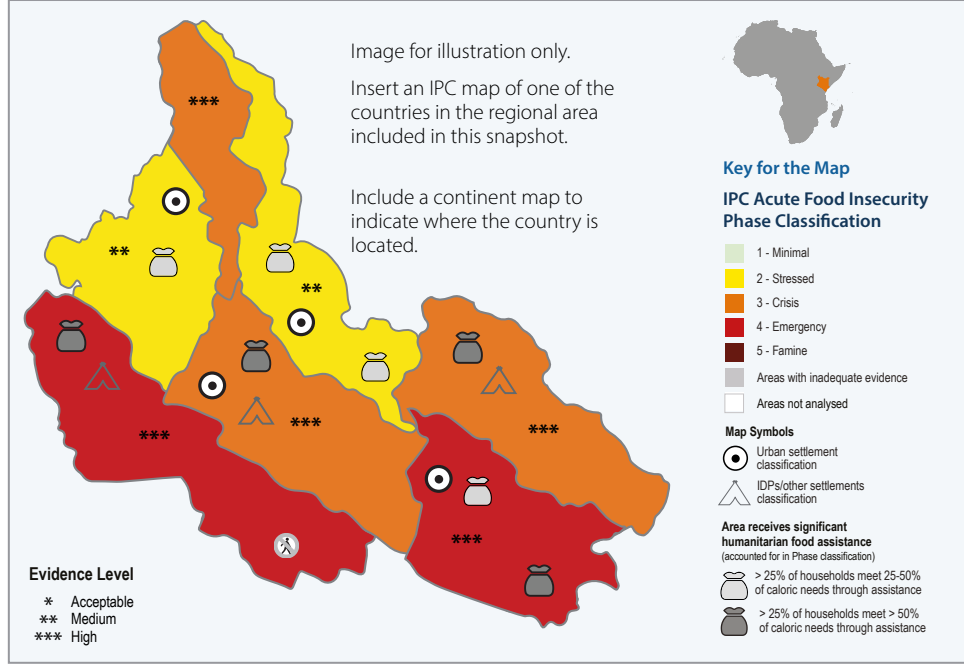 Image for illustration only.
Insert an IPC map of one of the
countries in the regional area
included in this snapshot.
Include a continent map to
indicate where the country is
located.
***
**
**
***
***
***
***
Evidence Level
* Acceptable
** Medium
*** High
Key for the Map
IPC Acute Food Insecurity
Phase Classification
1 - Minimal
2 - Stressed
3 - Crisis
4 - Emergency
5 - Famine
Areas with inadequate evidence
Areas not analysed
Map Symbols
Urban settlement
classification
IDPs/other settlements
classification
Area receives significant
humanitarian food assistance
(accounted for in Phase classification)
> 25% of households meet 25-50%
of caloric needs through assistance
> 25% of households meet > 50%
of caloric needs through assistance